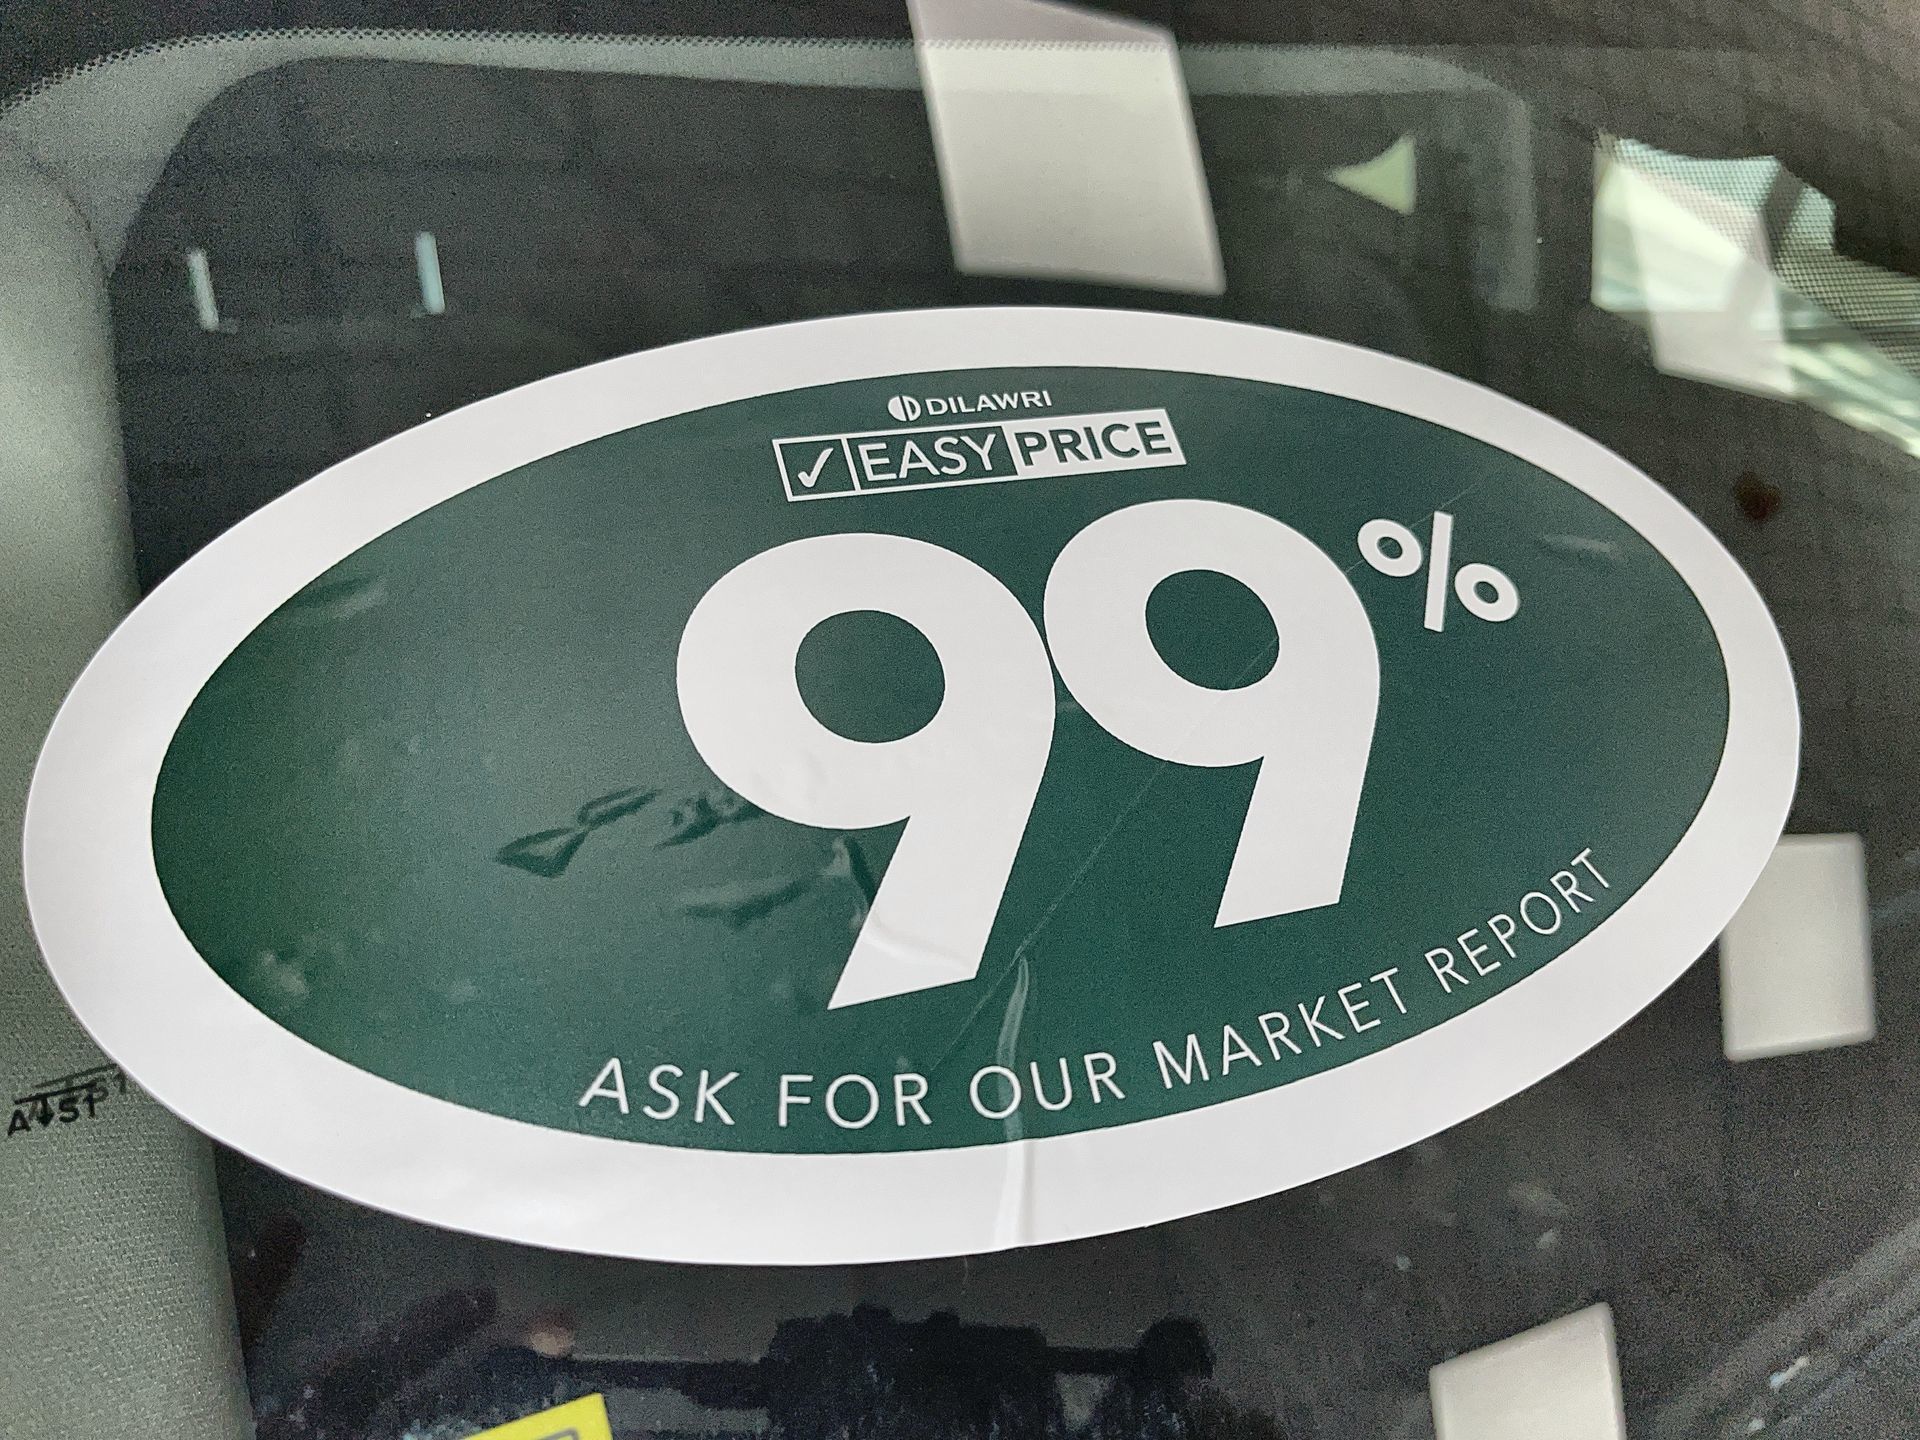 DILAWRI
✓ EASY PRICE
99%
ASK FOR OUR MARKET REPORT